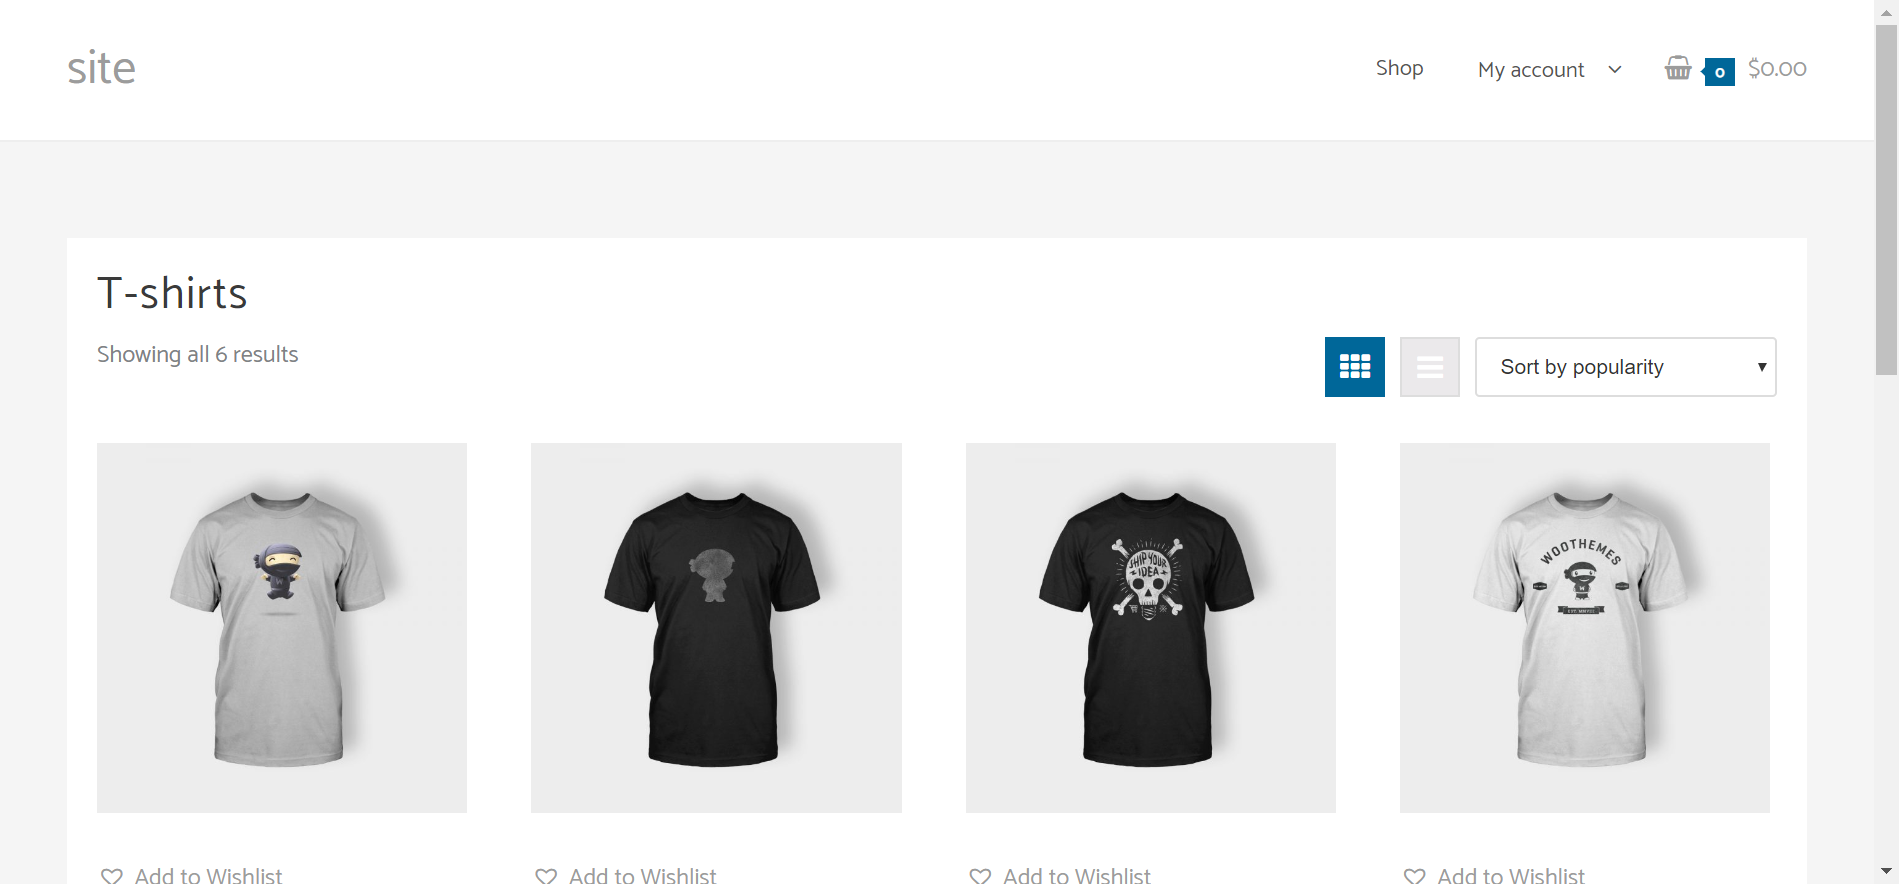 site
Shop
My account
0
$0.00
T-shirts
Showing all 6 results
Sort by popularity
SHIP YOUR
IDEA
WOOTHEMES
Add to Wishlist
Add to Wishlist
Add to Wishlist
Add to Wishlist